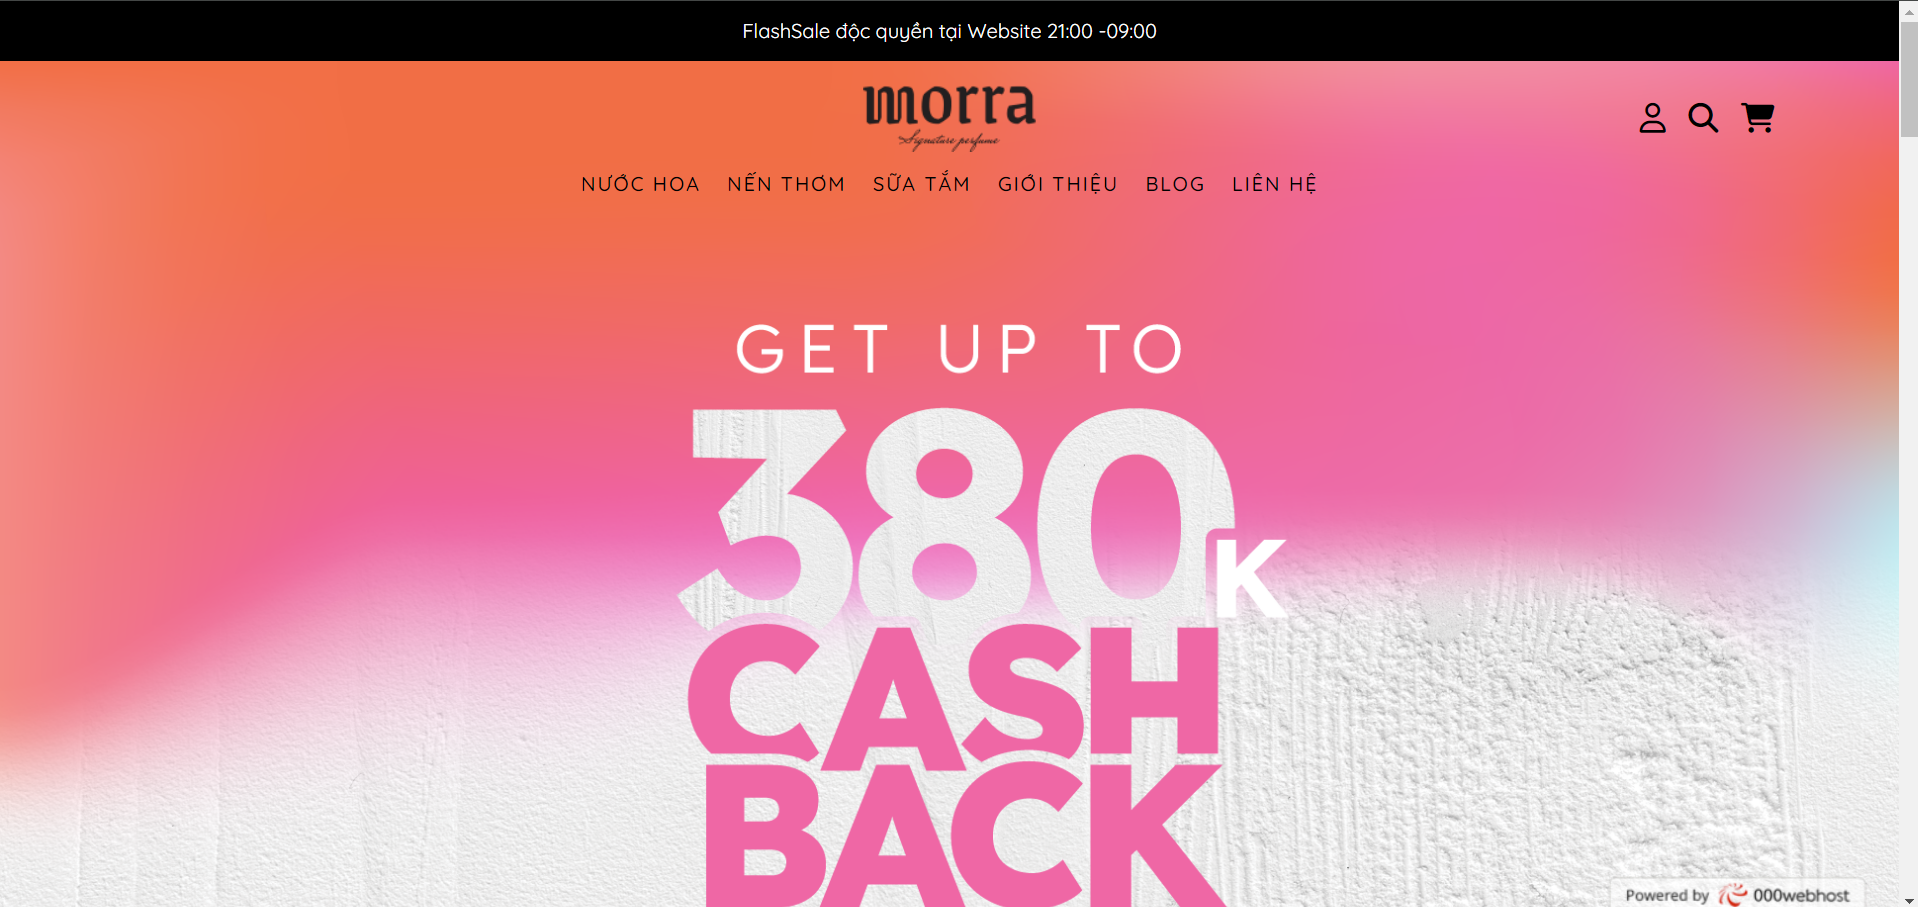 FlashSale độc quyền tại Website 21:00 -09:00
morra
Signature perfume
NƯỚC HOA NẾN THƠM SỮA TẮM GIỚI THIỆU BLOG LIÊN HỆ
GET UP TO
380K
CASH
BACK
Powered by 000webhost